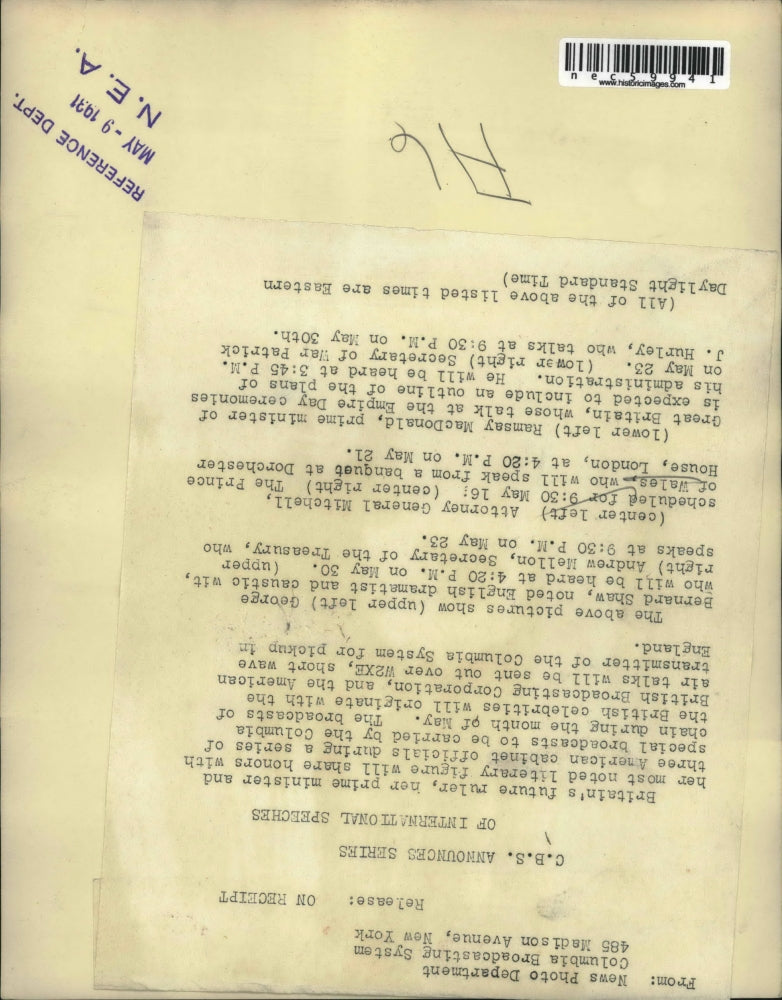 nec59941
www.historicimages.com
REFERENCE DEPT.
MAY - 9 1931
N. E. A.
From: News Photo Department
Columbia Broadcasting System
485 Madison Avenue, New York
Release: ON RECEIPT
C.B.S. ANNOUNCES SERIES
OF INTERNATIONAL SPEECHES
Britain's future ruler, her prime minister and
her most noted literary figure will share honors with
three American cabinet officials during a series of
special broadcasts to be carried by the Columbia
chain during the month of May. The broadcasts of
the British celebrities will originate with the
British Broadcasting Corporation, and the American
air talks will be sent out over W2XE, short wave
transmitter of the Columbia System for pickup in
England.
The above pictures show (upper left) George
Bernard Shaw, noted English dramatist and caustic wit,
who will be heard at 4:20 P.M. on May 30. (upper
right) Andrew Mellon, Secretary of the Treasury, who
speaks at 9:30 P.M. on May 23.
(center left) Attorney General Mitchell,
scheduled for 9:30 May 16; (center right) The Prince
of Wales, who will speak from a banquet at Dorchester
House, London, at 4:20 P.M. on May 21.
(lower left) Ramsay MacDonald, prime minister of
Great Britain, whose talk at the Empire Day ceremonies
is expected to include an outline of the plans of
his administration. He will be heard at 3:45 P.M.
on May 23. (lower right) Secretary of War Patrick
J. Hurley, who talks at 9:30 P.M. on May 30th.
(All of the above listed times are Eastern
Daylight Standard Time)